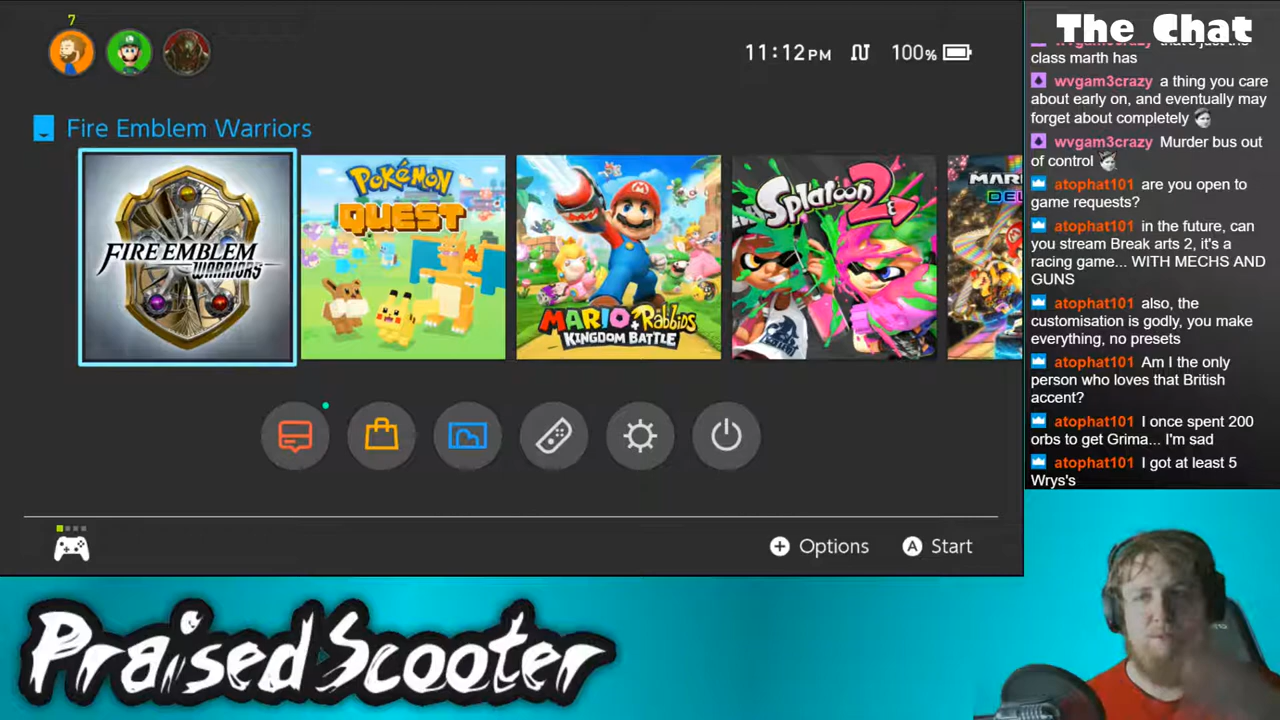 7
11:12PM
100%
Fire Emblem Warriors
FIRE EMBLEM
WARRIORS
POKéMON
QUEST
MARIO + Rabbids
KINGDOM BATTLE
Splatoon 2
MAR
DEL
Options
Start
The Chat
class marth has
wvgam3crazy a thing you care
about early on, and eventually may
forget about completely
wvgam3crazy Murder bus out
of control
atophat101 are you open to
game requests?
atophat101 in the future, can
you stream Break arts 2, it's a
racing game... WITH MECHS AND
GUNS
atophat101 also, the
customisation is godly, you make
everything, no presets
atophat101 Am I the only
person who loves that British
accent?
atophat101 I once spent 200
orbs to get Grima... I'm sad
atophat101 I got at least 5
Wrys's
PraisedScooter